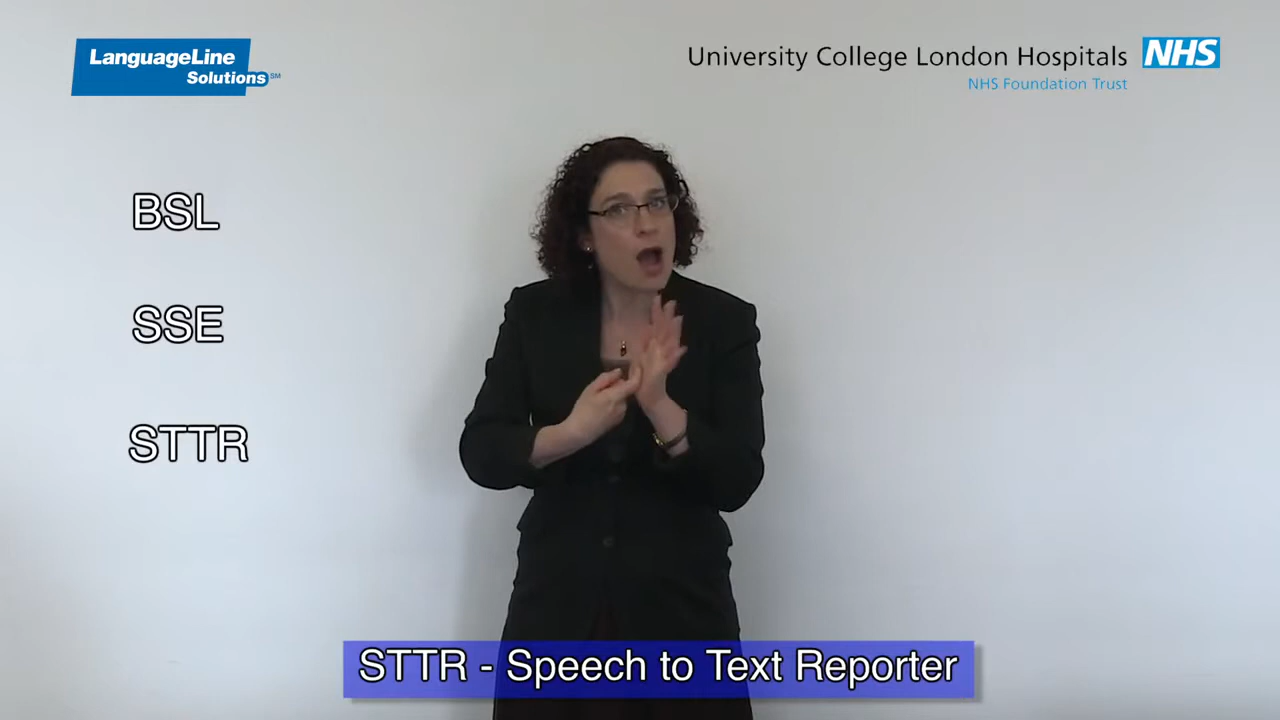 LanguageLine
Solutions SM
University College London Hospitals NHS
NHS Foundation Trust
BSL
SSE
STTR
STTR - Speech to Text Reporter